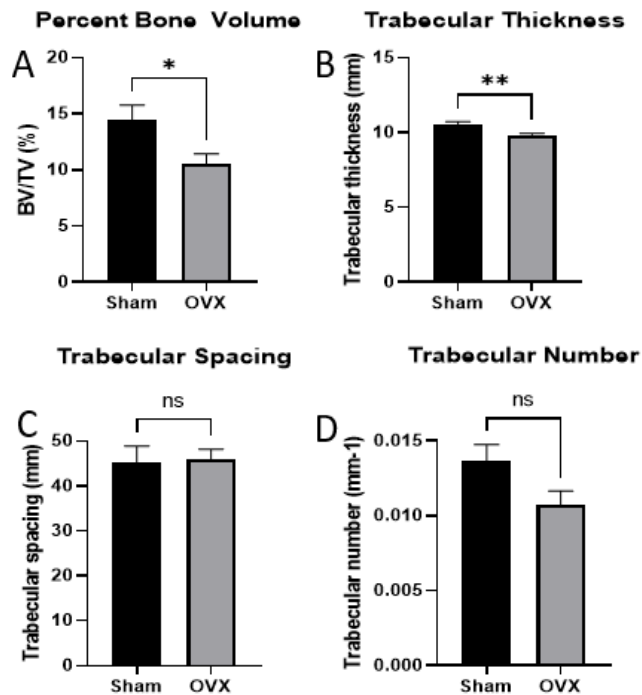 Percent Bone Volume
A
*
BV/TV (%)
20
15
10
5
0
Sham OVX
Trabecular Thickness
B
**
Trabecular thickness (mm)
15
10
5
0
Sham OVX
Trabecular Spacing
C
ns
Trabecular spacing (mm)
50
40
30
20
10
0
Sham OVX
Trabecular Number
D
ns
Trabecular number (mm-1)
0.015
0.010
0.005
0.000
Sham OVX